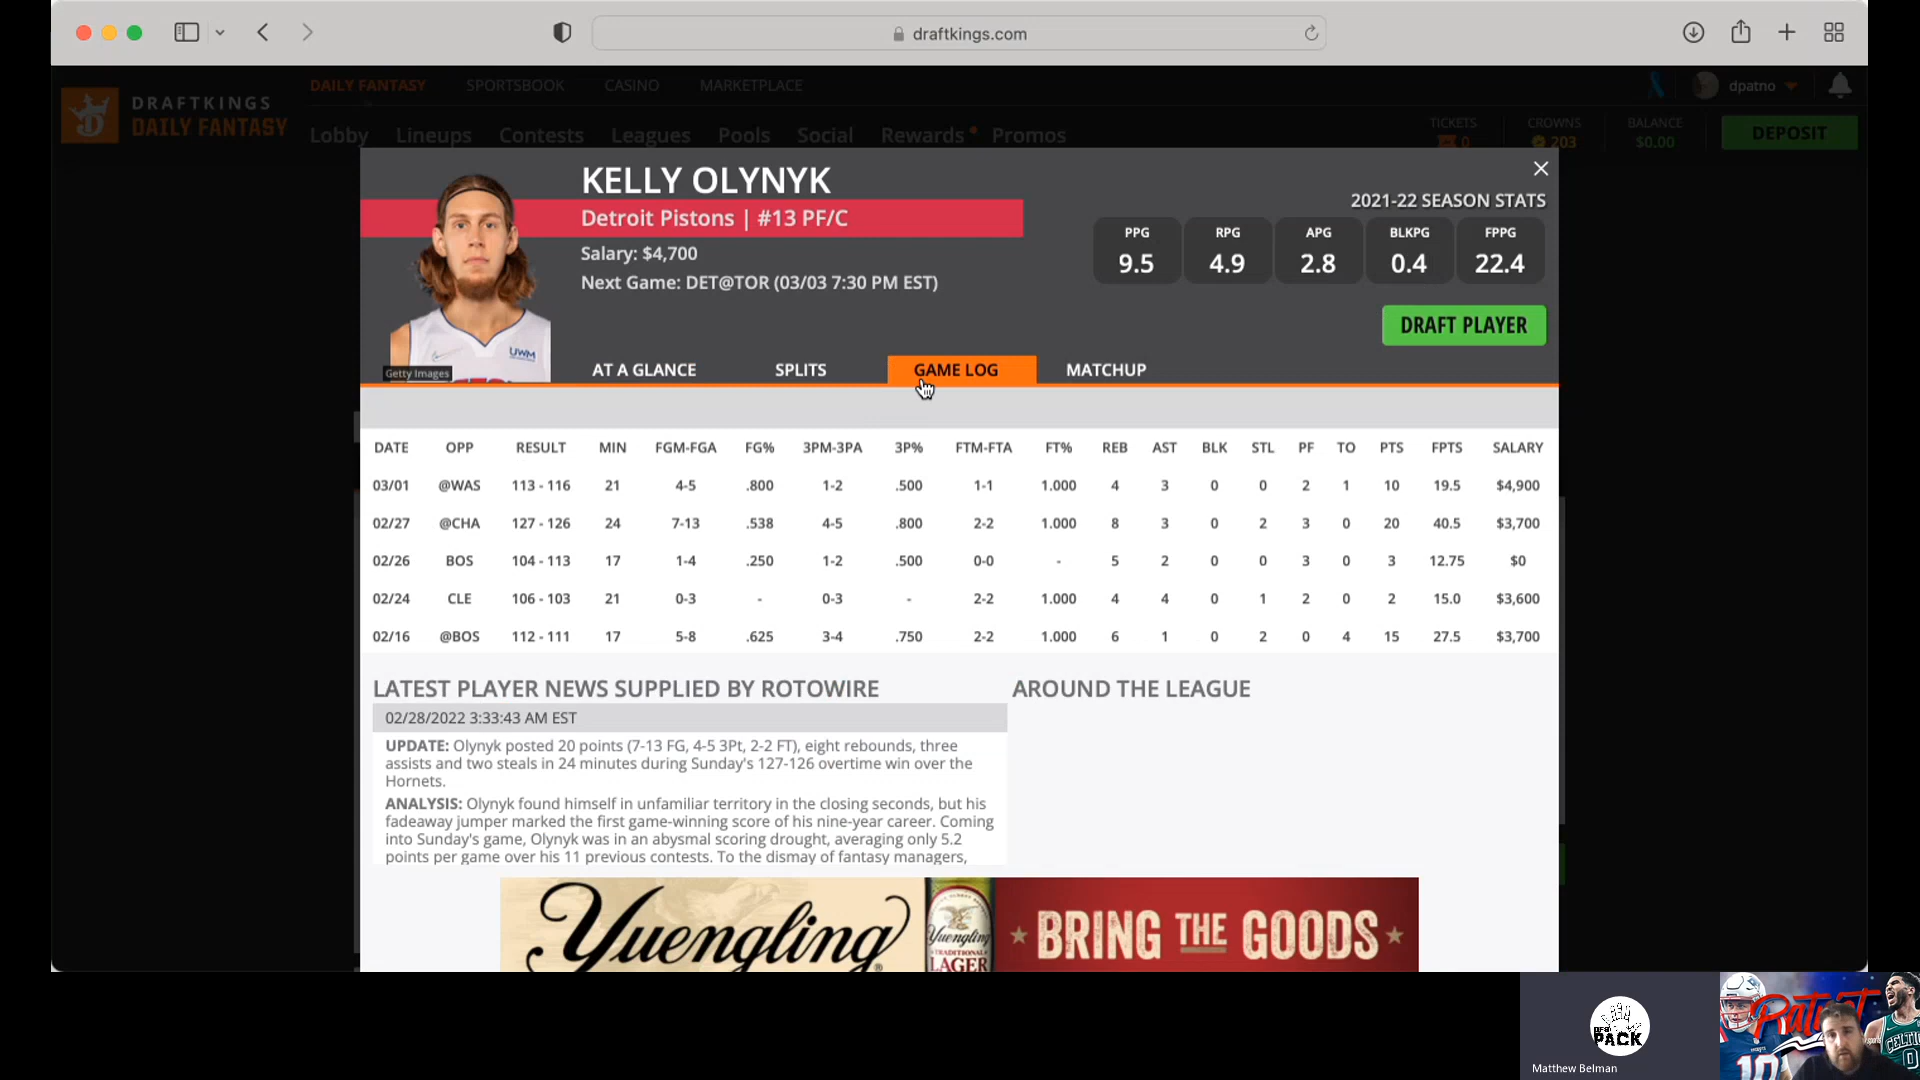 draftkings.com
DRAFTKINGS
DAILY FANTASY
DAILY FANTASY SPORTSBOOK CASINO MARKETPLACE
dpatno
Lobby Lineups Contests Leagues Pools Social Rewards Promos
TICKETS CROWNS BALANCE
0 203 $0.00
DEPOSIT
KELLY OLYNYK
Detroit Pistons | #13 PF/C
Salary: $4,700
Next Game: DET@TOR (03/03 7:30 PM EST)
2021-22 SEASON STATS
PPG RPG APG BLKPG FPPG
9.5 4.9 2.8 0.4 22.4
DRAFT PLAYER
UWM
Getty Images
AT A GLANCE SPLITS GAME LOG MATCHUP
DATE OPP RESULT MIN FGM-FGA FG% 3PM-3PA 3P% FTM-FTA FT% REB AST BLK STL PF TO PTS FPTS SALARY
03/01 @WAS 113 - 116 21 4-5 .800 1-2 .500 1-1 1.000 4 3 0 0 2 1 10 19.5 $4,900
02/27 @CHA 127 - 126 24 7-13 .538 4-5 .800 2-2 1.000 8 3 0 2 3 0 20 40.5 $3,700
02/26 BOS 104 - 113 17 1-4 .250 1-2 .500 0-0 - 5 2 0 0 3 0 3 12.75 $0
02/24 CLE 106 - 103 21 0-3 - 0-3 - 2-2 1.000 4 4 0 1 2 0 2 15.0 $3,600
02/16 @BOS 112 - 111 17 5-8 .625 3-4 .750 2-2 1.000 6 1 0 2 0 4 15 27.5 $3,700
LATEST PLAYER NEWS SUPPLIED BY ROTOWIRE
AROUND THE LEAGUE
02/28/2022 3:33:43 AM EST
UPDATE: Olynyk posted 20 points (7-13 FG, 4-5 3Pt, 2-2 FT), eight rebounds, three
assists and two steals in 24 minutes during Sunday's 127-126 overtime win over the
Hornets.
ANALYSIS: Olynyk found himself in unfamiliar territory in the closing seconds, but his
fadeaway jumper marked the first game-winning score of his nine-year career. Coming
into Sunday's game, Olynyk was in an abysmal scoring drought, averaging only 5.2
points per game over his 11 previous contests. To the dismay of fantasy managers,
Yuengling
Yuengling
TRADITIONAL
LAGER
BRING THE GOODS
PACK
Matthew Belman
Patriot
CELTIC
0
10